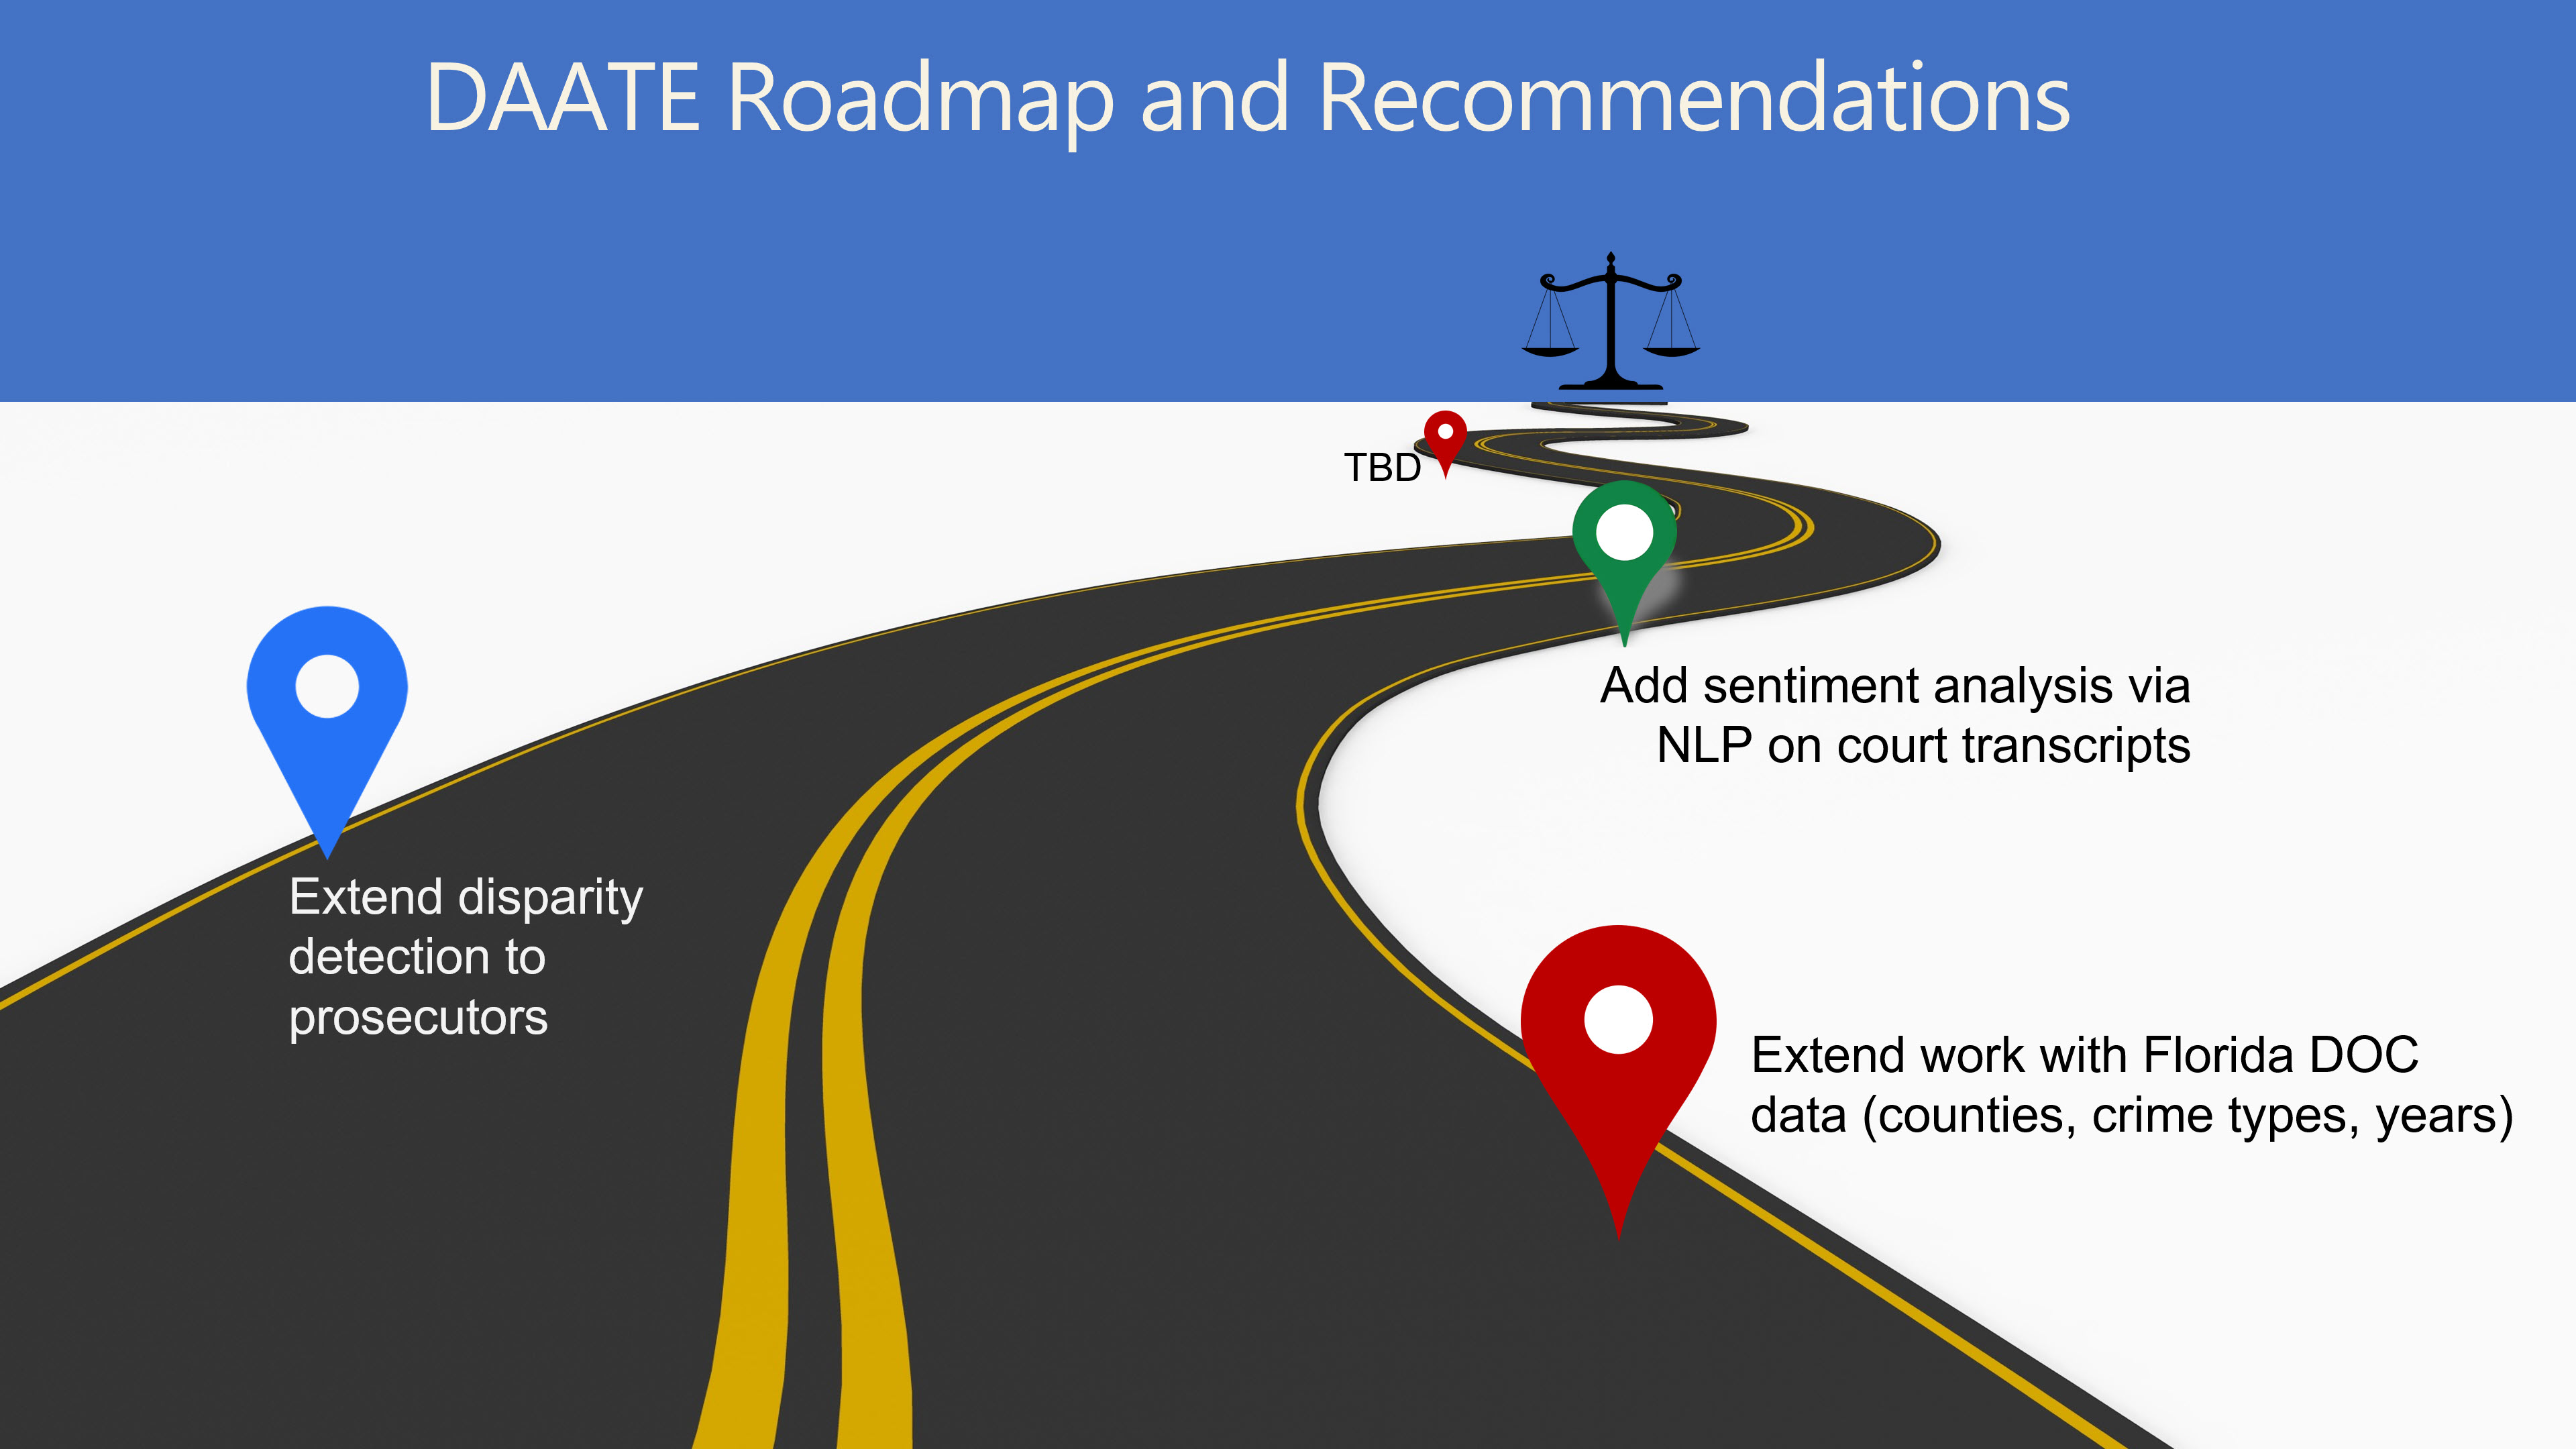 DAATE Roadmap and Recommendations
TBD
Add sentiment analysis via
NLP on court transcripts
Extend disparity
detection to
prosecutors
Extend work with Florida DOC
data (counties, crime types, years)